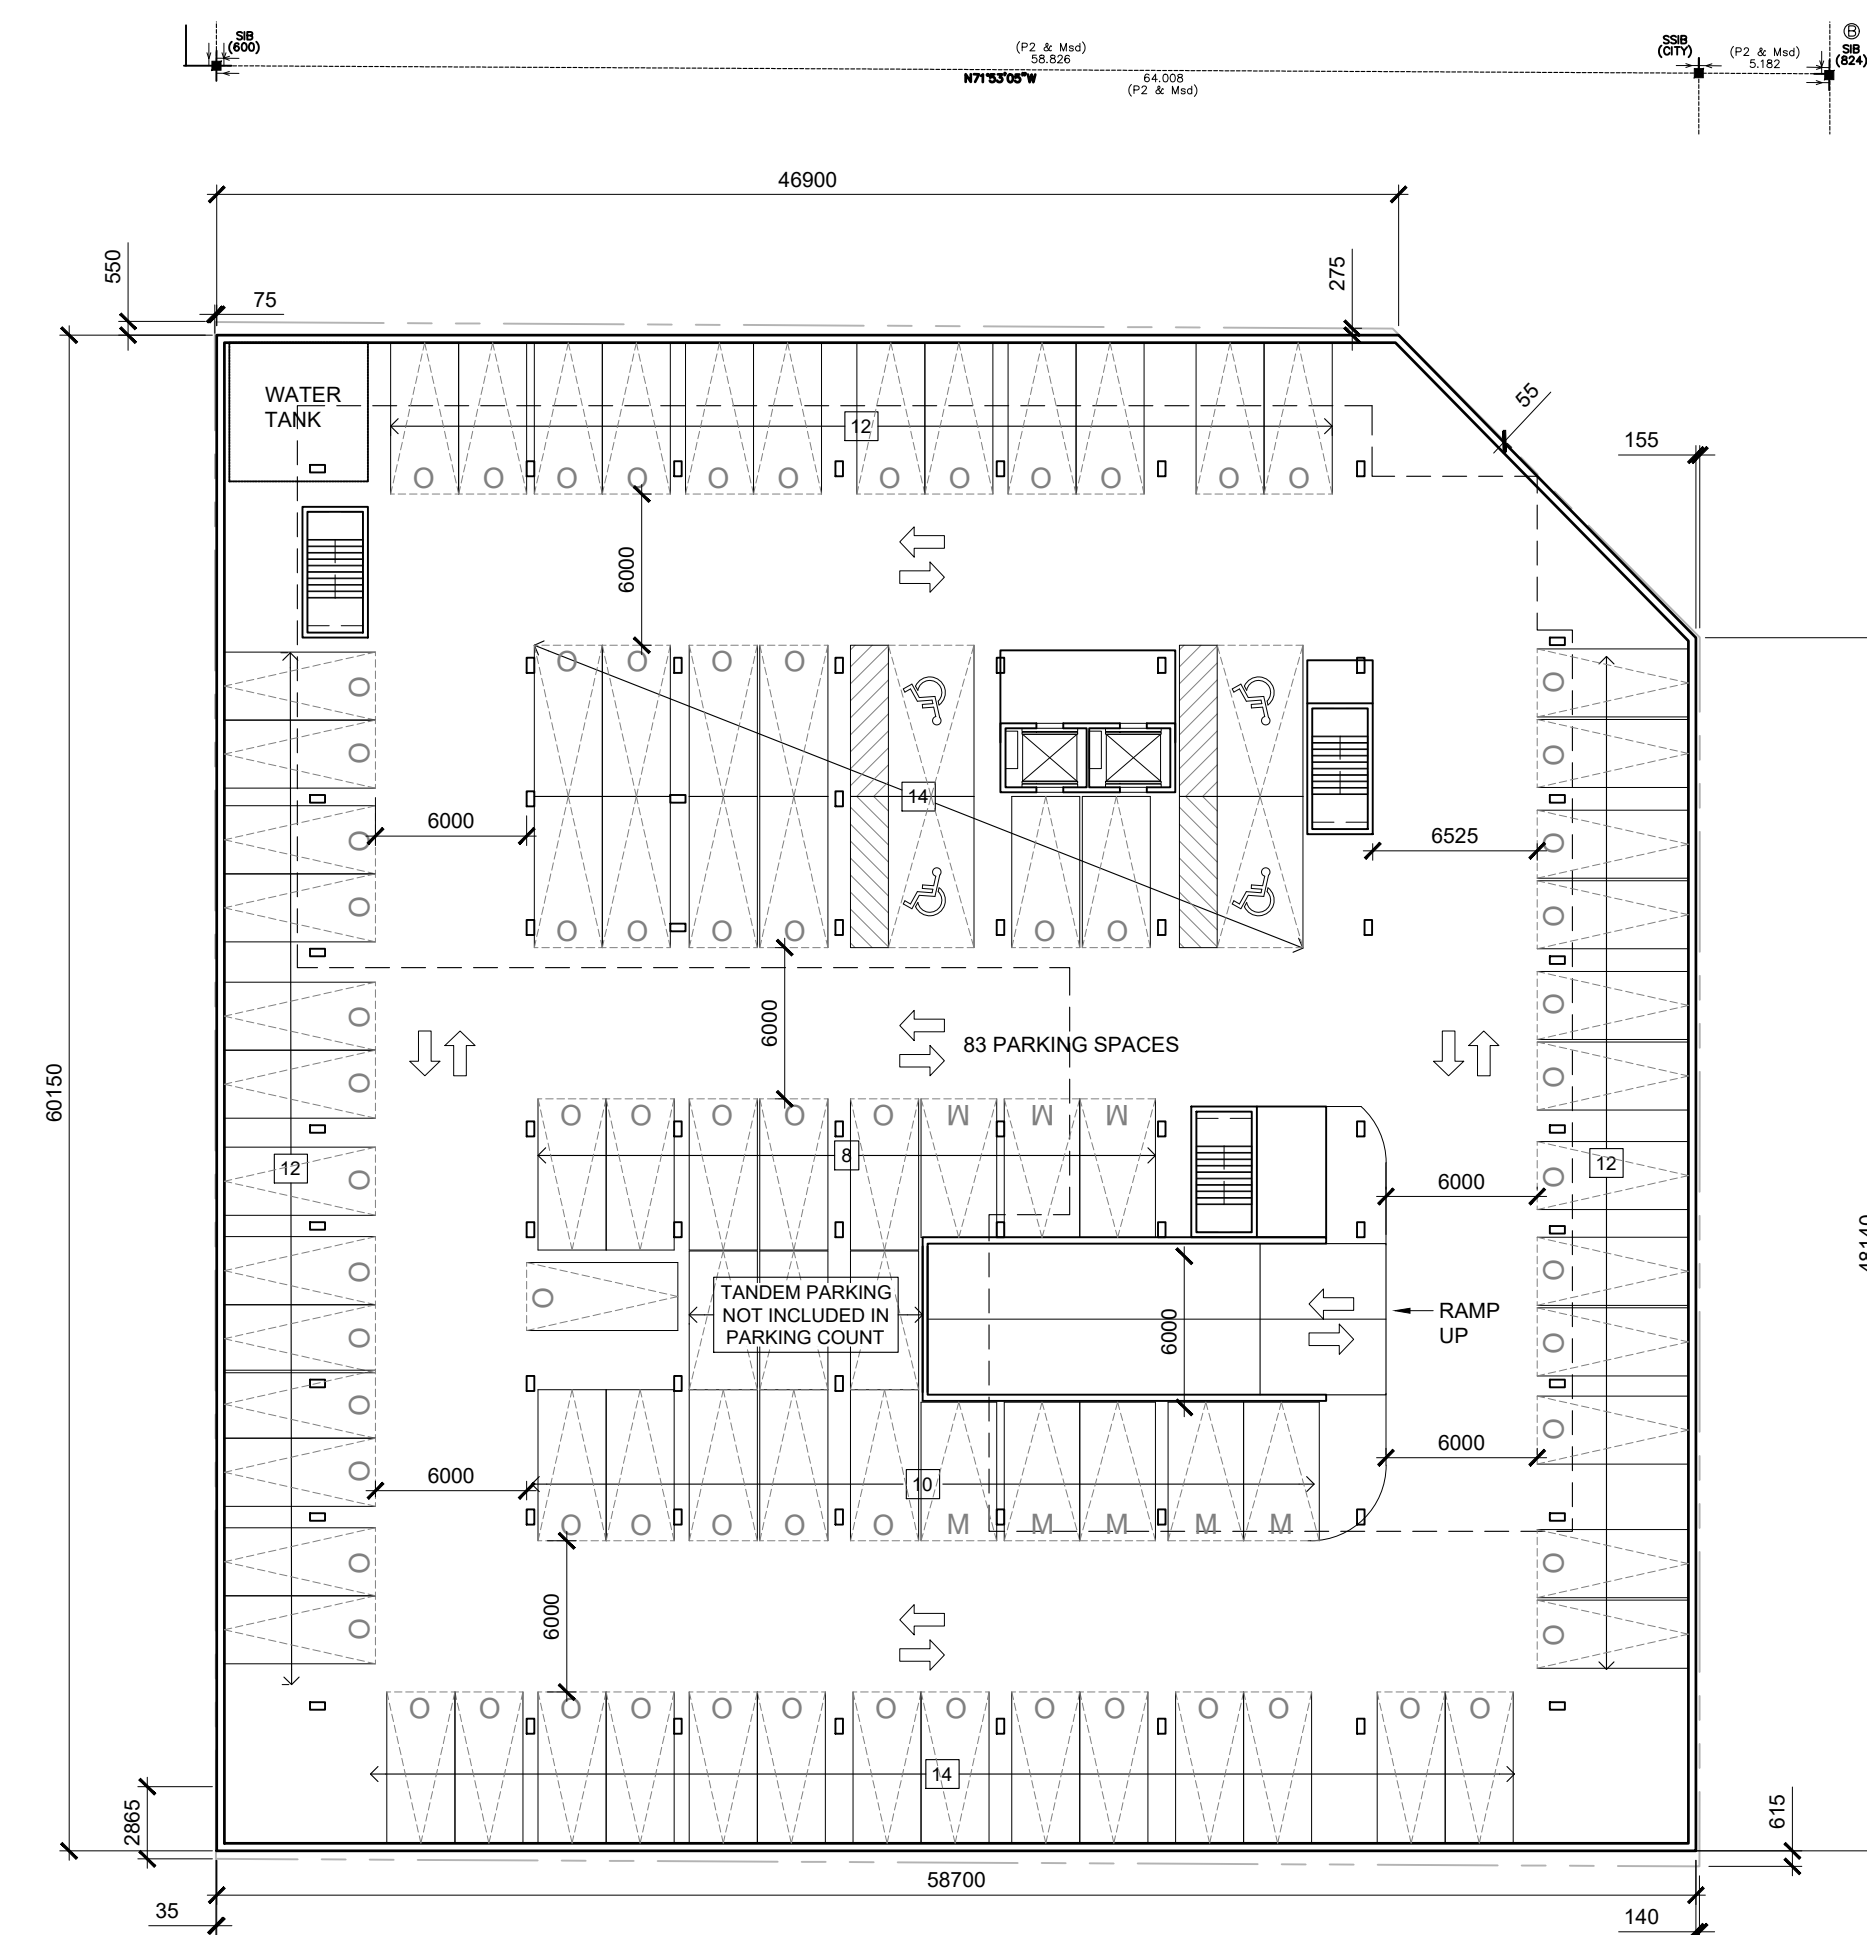 SIB
(600)
(P2 & Msd)
58.826
N71°53'05"W
64.008
(P2 & Msd)
SSIB
(CITY)
(P2 & Msd)
5.182
B
SIB
(824)
46900
550
75
275
55
155
WATER
TANK
12
O O O O O O O O O O O O
6000
O O O O
14
6000
6525
O O O O O O
6000
83 PARKING SPACES
60150
48140
O O O O O M M M
8
12
12
6000
O
TANDEM PARKING
NOT INCLUDED IN
PARKING COUNT
6000
RAMP
UP
6000
6000
10
O O O O O M M M M M
O O O O O O O O O O O O
O O O O O O O O O O O O
6000
O O O O O O O O O O O O O O
14
2865
615
58700
35
140